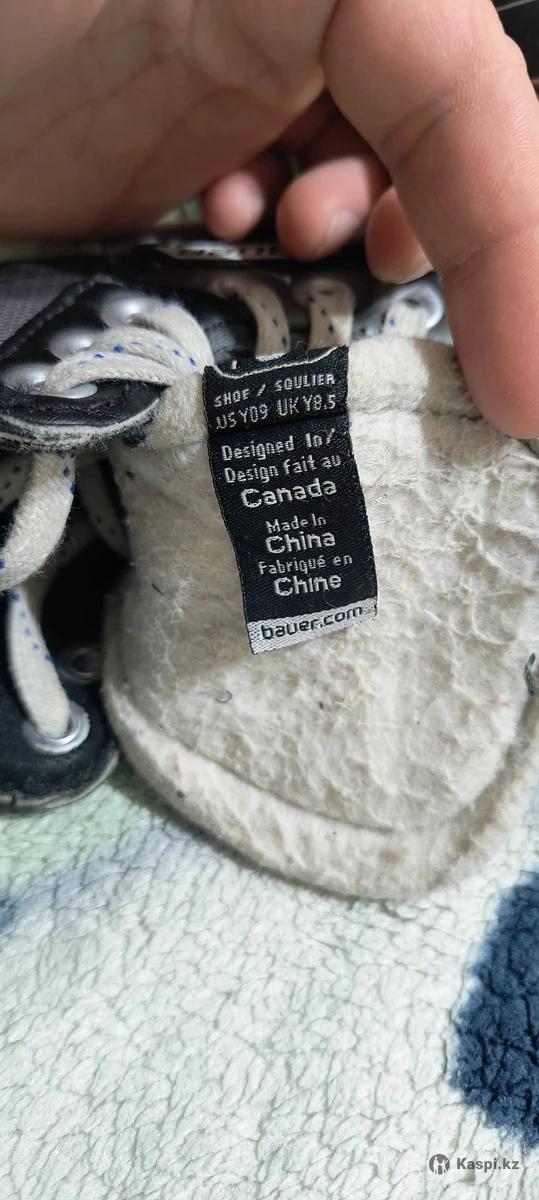 SHOE / SOULIER
US Y09 UK Y8.5
Designed In/
Design fait au
Canada
Made In
China
Fabriqué en
Chine
bauer.com
Kaspi.kz